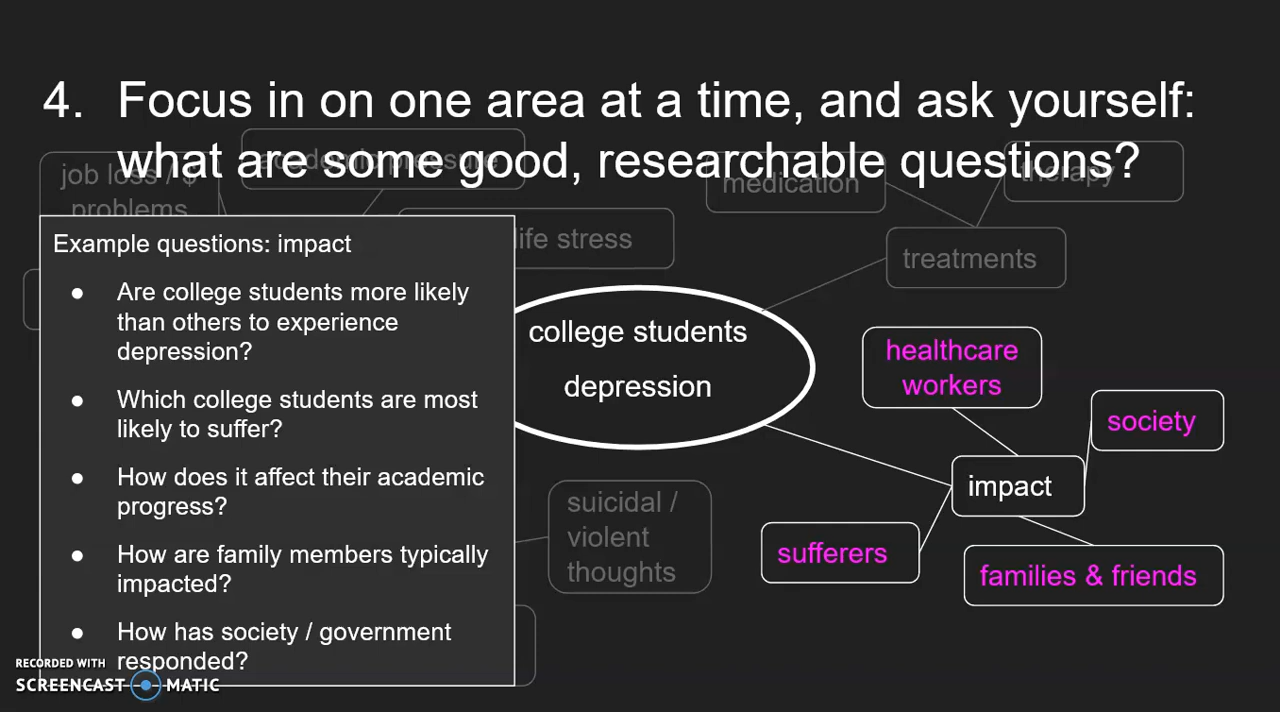 4. Focus in on one area at a time, and ask yourself:
what are some good, researchable questions?
job loss / $
problems
academic pressure
life stress
medication
therapy
treatments
Example questions: impact
● Are college students more likely
than others to experience
depression?
● Which college students are most
likely to suffer?
● How does it affect their academic
progress?
● How are family members typically
impacted?
● How has society / government
responded?
college students
depression
healthcare
workers
society
impact
sufferers
families & friends
suicidal /
violent
thoughts
RECORDED WITH
SCREENCAST MATIC